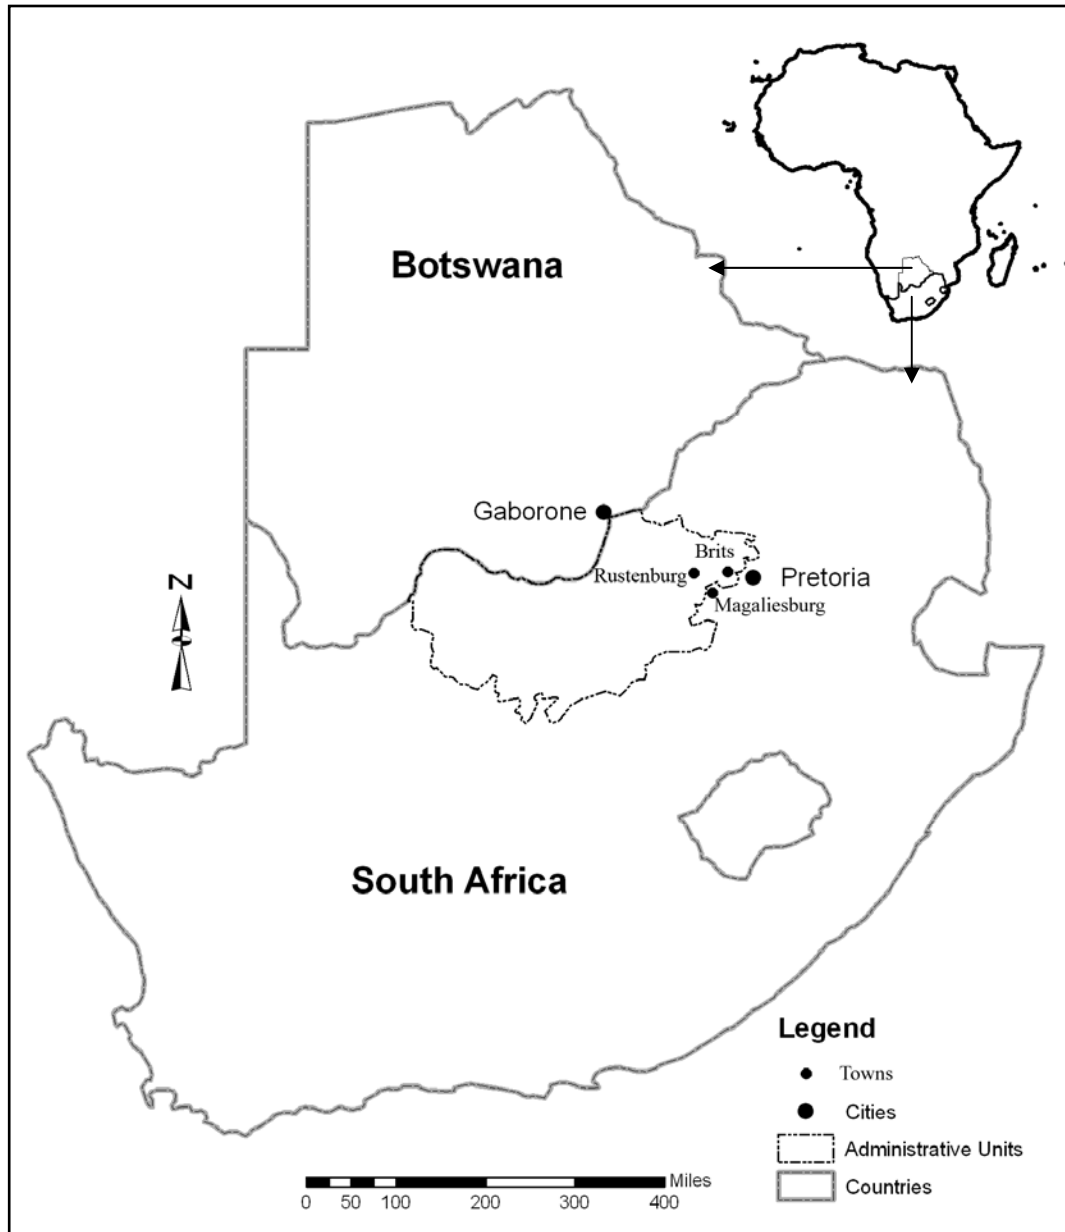 Botswana
Gaborone
Brits
Rustenburg
Pretoria
Magaliesburg
N
South Africa
Legend
Towns
Cities
Administrative Units
Countries
Miles
0 50 100 200 300 400